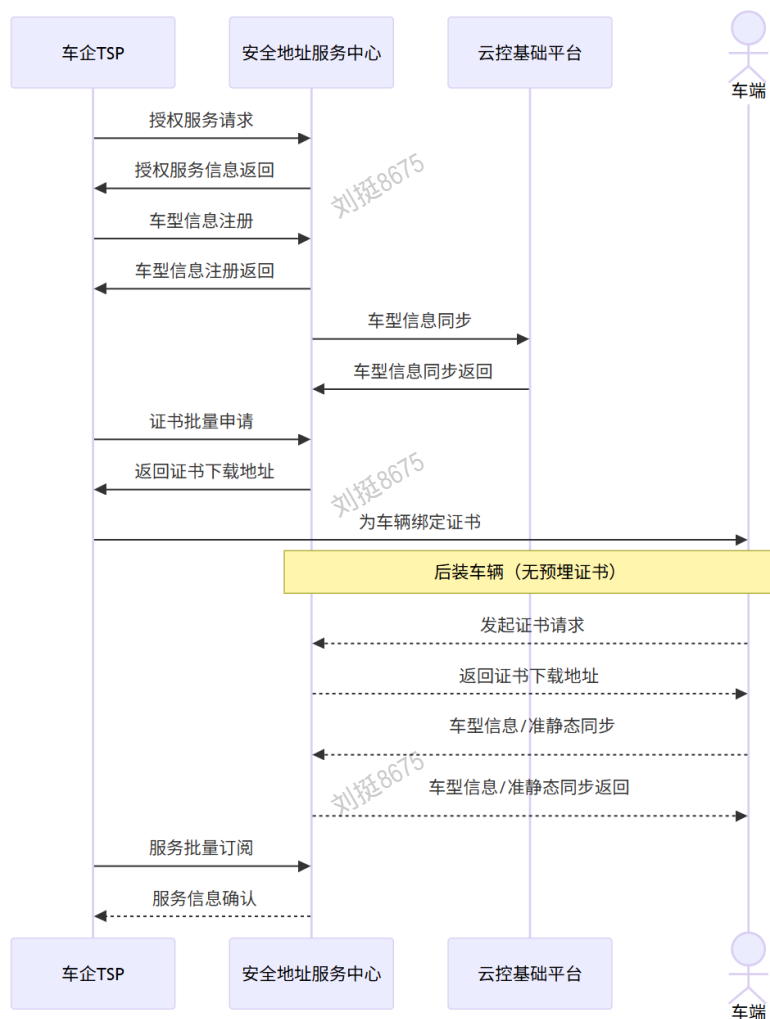 车企TSP
安全地址服务中心
云控基础平台
车端
授权服务请求
授权服务信息返回
刘挺8675
车型信息注册
车型信息注册返回
车型信息同步
车型信息同步返回
证书批量申请
返回证书下载地址
刘挺8675
为车辆绑定证书
后装车辆（无预埋证书）
发起证书请求
返回证书下载地址
车型信息/准静态同步
刘挺8675
车型信息/准静态同步返回
服务批量订阅
服务信息确认
车企TSP
安全地址服务中心
云控基础平台
车端